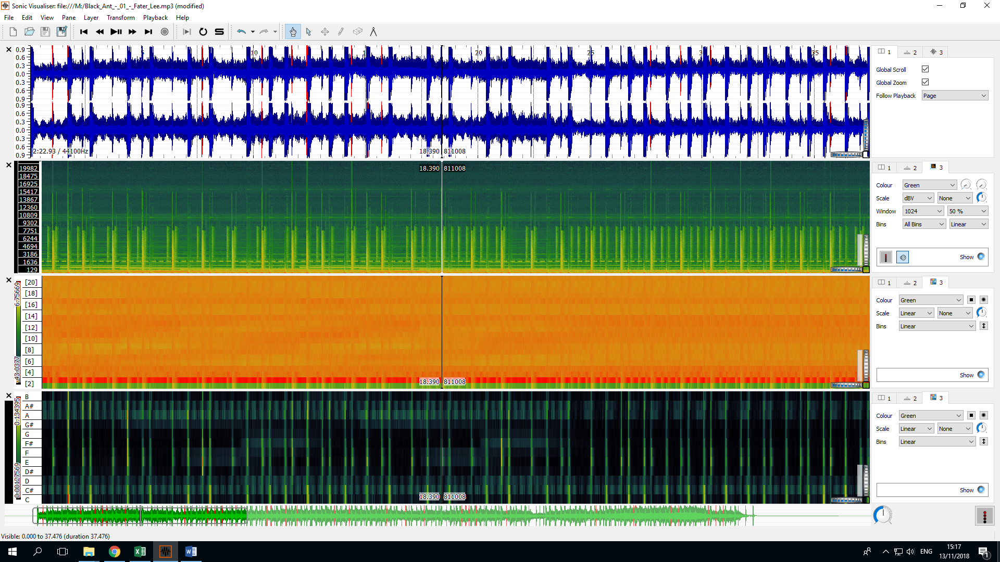 Sonic Visualiser: file:///M:/Black_Ant_-_01_-_Fater_Lee.mp3 (modified)
File Edit View Pane Layer Transform Playback Help
0.9
0.6
0.3
0.0
0.3
0.6
0.9
0.9
0.6
0.3
0.0
0.3
0.6
0.9
10 20 25 35
2:22.93 / 44100Hz
18.390 811008
1 2 3
Global Scroll
Global Zoom
Follow Playback Page
19982
18475
16925
15417
13867
12360
10809
9302
7751
6244
4694
3186
1636
129
18.390 811008
1 2 3
Colour Green
Scale dBV None
Window 1024 50 %
Bins All Bins Linear
Show
6.75669
-43.0377
[20]
[18]
[16]
[14]
[12]
[10]
[8]
[6]
[4]
[2]
18.390 811008
1 2 3
Colour Green
Scale Linear None
Bins Linear
Show
0.134395
0.00127569
B
A#
A
G#
G
F#
F
E
D#
D
C#
C
18.390 811008
1 2 3
Colour Green
Scale Linear None
Bins Linear
Show
Visible: 0.000 to 37.476 (duration 37.476)
ENG
15:17
13/11/2018
1